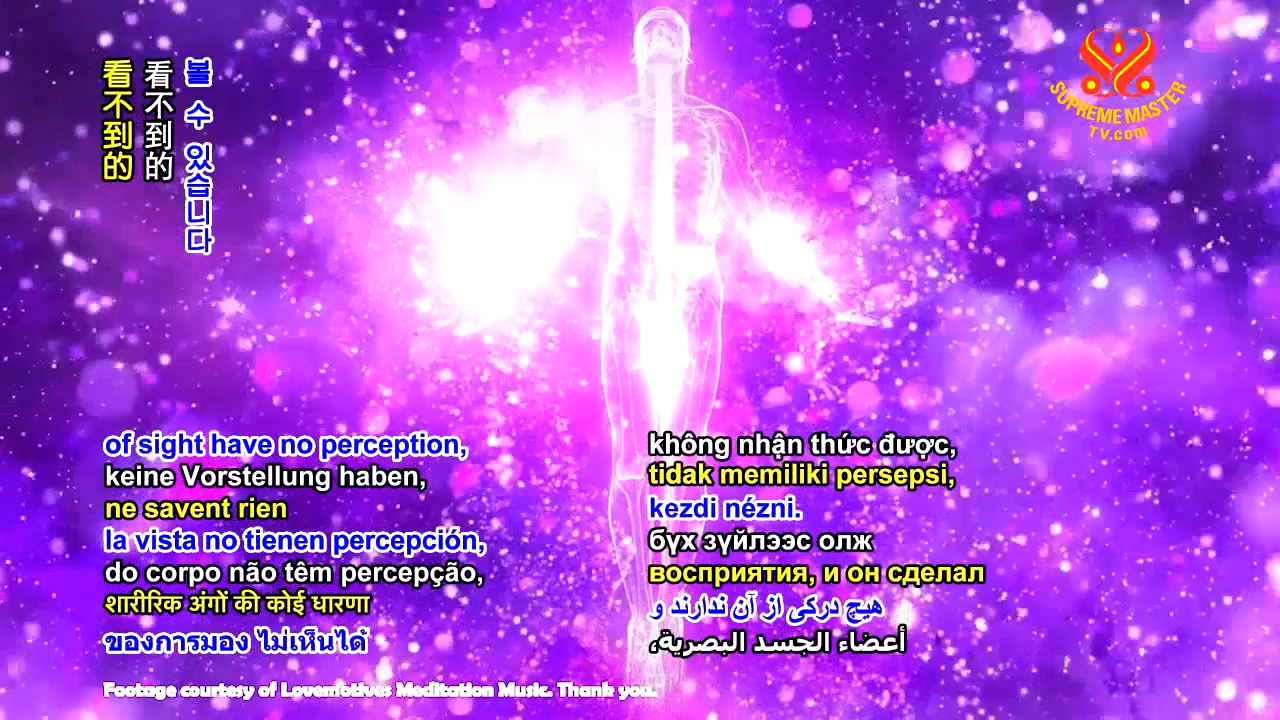 看不到的
看不到的
볼 수 있습니다
SUPREME MASTER
TV.com
of sight have no perception,
keine Vorstellung haben,
ne savent rien
la vista no tienen percepción,
do corpo não têm percepção,
शारीरिक अंगों की कोई धारणा
ของการมอง ไม่เห็นได้
không nhận thức được,
tidak memiliki persepsi,
kezdi nézni.
бүх зүйлээс олж
восприятия, и он сделал
هیچ درکی از آن ندارند و
أعضاء الجسد البصرية،
Footage courtesy of Lovemotives Meditation Music. Thank you.